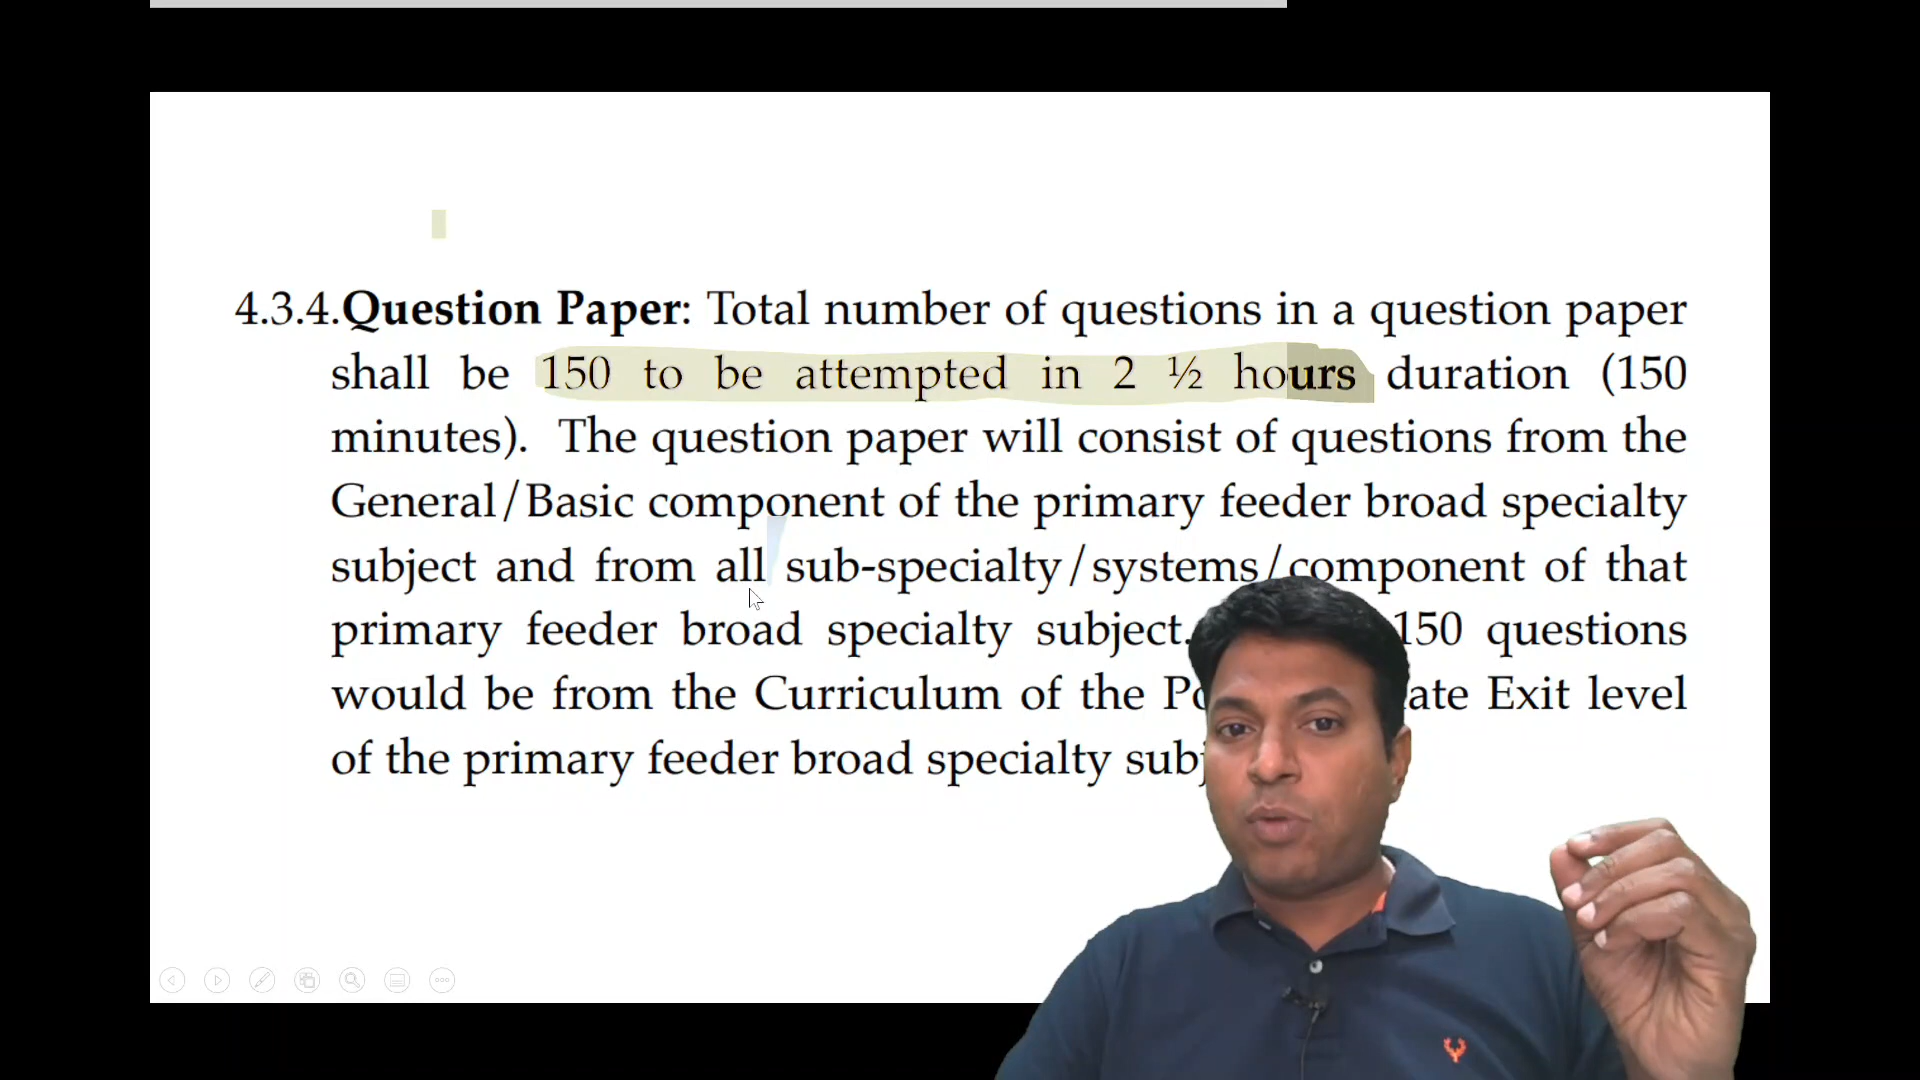 4.3.4.Question Paper: Total number of questions in a question paper
shall be 150 to be attempted in 2 ½ hours duration (150
minutes). The question paper will consist of questions from the
General/Basic component of the primary feeder broad specialty
subject and from all sub-specialty/systems/component of that
primary feeder broad specialty subject. 150 questions
would be from the Curriculum of the Exit level
of the primary feeder broad specialty